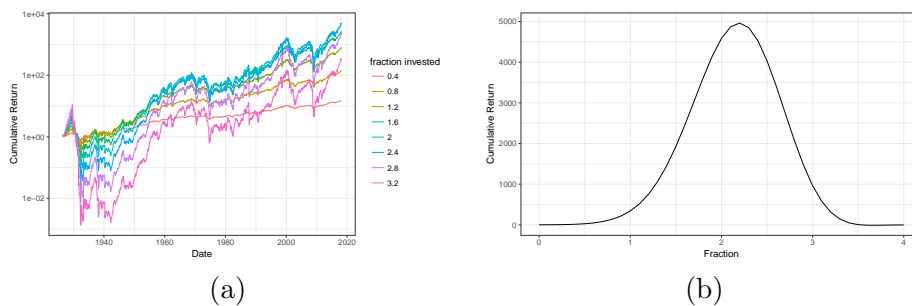 1e+04
1e+02
1e+00
1e−02
Cumulative Return
1940
1960
1980
2000
2020
Date
fraction invested
0.4
0.8
1.2
1.6
2
2.4
2.8
3.2
(a)
5000
4000
3000
2000
1000
0
Cumulative Return
0
1
2
3
4
Fraction
(b)